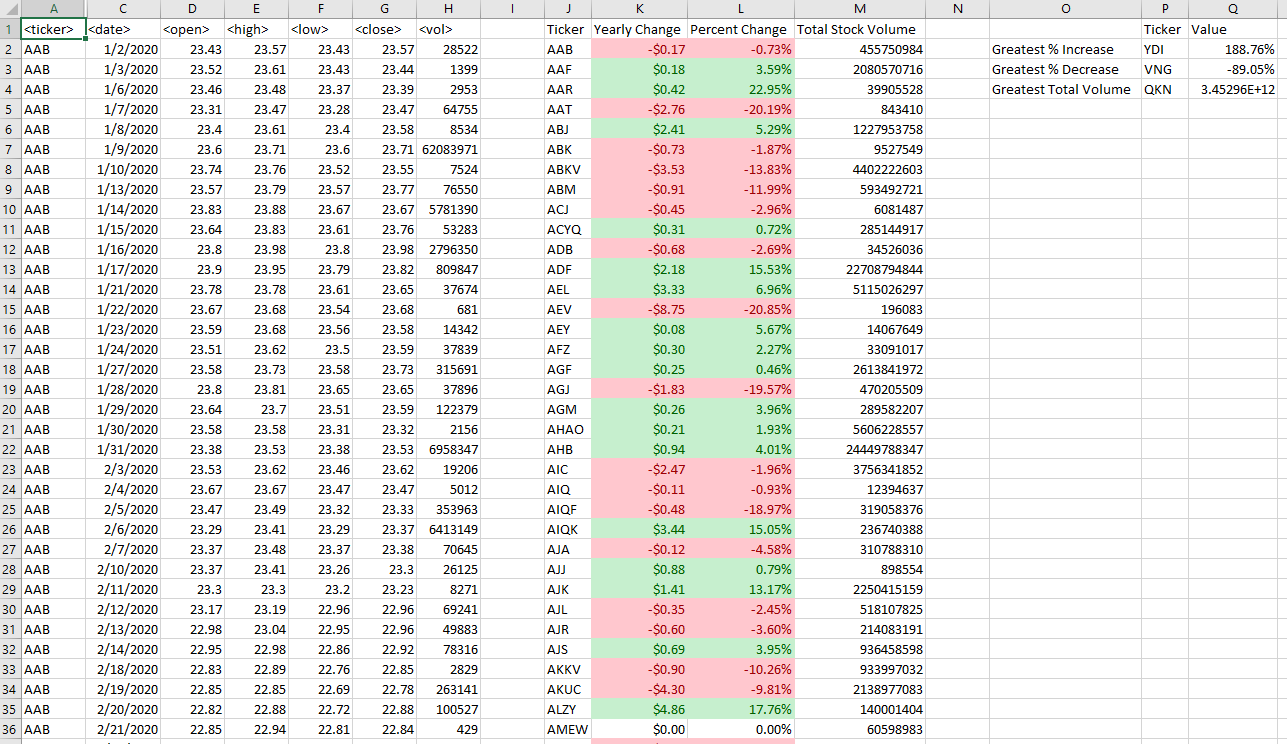 A C D E F G H I J K L M N O P Q
1 <ticker> <date> <open> <high> <low> <close> <vol> Ticker Yearly Change Percent Change Total Stock Volume Ticker Value
2 AAB 1/2/2020 23.43 23.57 23.43 23.57 28522 AAB -$0.17 -0.73% 455750984 Greatest % Increase YDI 188.76%
3 AAB 1/3/2020 23.52 23.61 23.43 23.44 1399 AAF $0.18 3.59% 2080570716 Greatest % Decrease VNG -89.05%
4 AAB 1/6/2020 23.46 23.48 23.37 23.39 2953 AAR $0.42 22.95% 39905528 Greatest Total Volume QKN 3.45296E+12
5 AAB 1/7/2020 23.31 23.47 23.28 23.47 64755 AAT -$2.76 -20.19% 843410
6 AAB 1/8/2020 23.4 23.61 23.4 23.58 8534 ABJ $2.41 5.29% 1227953758
7 AAB 1/9/2020 23.6 23.71 23.6 23.71 62083971 ABK -$0.73 -1.87% 9527549
8 AAB 1/10/2020 23.74 23.76 23.52 23.55 7524 ABKV -$3.53 -13.83% 4402222603
9 AAB 1/13/2020 23.57 23.79 23.57 23.77 76550 ABM -$0.91 -11.99% 593492721
10 AAB 1/14/2020 23.83 23.88 23.67 23.67 5781390 ACJ -$0.45 -2.96% 6081487
11 AAB 1/15/2020 23.64 23.83 23.61 23.76 53283 ACYQ $0.31 0.72% 285144917
12 AAB 1/16/2020 23.8 23.98 23.8 23.98 2796350 ADB -$0.68 -2.69% 34526036
13 AAB 1/17/2020 23.9 23.95 23.79 23.82 809847 ADF $2.18 15.53% 22708794844
14 AAB 1/21/2020 23.78 23.78 23.61 23.65 37674 AEL $3.33 6.96% 5115026297
15 AAB 1/22/2020 23.67 23.68 23.54 23.68 681 AEV -$8.75 -20.85% 196083
16 AAB 1/23/2020 23.59 23.68 23.56 23.58 14342 AEY $0.08 5.67% 14067649
17 AAB 1/24/2020 23.51 23.62 23.5 23.59 37839 AFZ $0.30 2.27% 33091017
18 AAB 1/27/2020 23.58 23.73 23.58 23.73 315691 AGF $0.25 0.46% 2613841972
19 AAB 1/28/2020 23.8 23.81 23.65 23.65 37896 AGJ -$1.83 -19.57% 470205509
20 AAB 1/29/2020 23.64 23.7 23.51 23.59 122379 AGM $0.26 3.96% 289582207
21 AAB 1/30/2020 23.58 23.58 23.31 23.32 2156 AHAO $0.21 1.93% 5606228557
22 AAB 1/31/2020 23.38 23.53 23.38 23.53 6958347 AHB $0.94 4.01% 24449788347
23 AAB 2/3/2020 23.53 23.62 23.46 23.62 19206 AIC -$2.47 -1.96% 3756341852
24 AAB 2/4/2020 23.67 23.67 23.47 23.47 5012 AIQ -$0.11 -0.93% 12394637
25 AAB 2/5/2020 23.47 23.49 23.32 23.33 353963 AIQF -$0.48 -18.97% 319058376
26 AAB 2/6/2020 23.29 23.41 23.29 23.37 6413149 AIQK $3.44 15.05% 236740388
27 AAB 2/7/2020 23.37 23.48 23.37 23.38 70645 AJA -$0.12 -4.58% 310788310
28 AAB 2/10/2020 23.37 23.41 23.26 23.3 26125 AJJ $0.88 0.79% 898554
29 AAB 2/11/2020 23.3 23.3 23.2 23.23 8271 AJK $1.41 13.17% 2250415159
30 AAB 2/12/2020 23.17 23.19 22.96 22.96 69241 AJL -$0.35 -2.45% 518107825
31 AAB 2/13/2020 22.98 23.04 22.95 22.96 49883 AJR -$0.60 -3.60% 214083191
32 AAB 2/14/2020 22.95 22.98 22.86 22.92 78316 AJS $0.69 3.95% 936458598
33 AAB 2/18/2020 22.83 22.89 22.76 22.85 2829 AKKV -$0.90 -10.26% 933997032
34 AAB 2/19/2020 22.85 22.85 22.69 22.78 263141 AKUC -$4.30 -9.81% 2138977083
35 AAB 2/20/2020 22.82 22.88 22.72 22.88 100527 ALZY $4.86 17.76% 140001404
36 AAB 2/21/2020 22.85 22.94 22.81 22.84 429 AMEW $0.00 0.00% 60598983